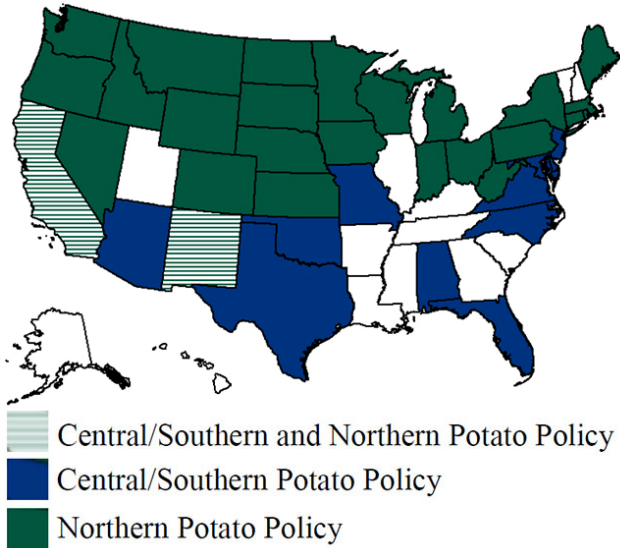 Central/Southern and Northern Potato Policy
Central/Southern Potato Policy
Northern Potato Policy